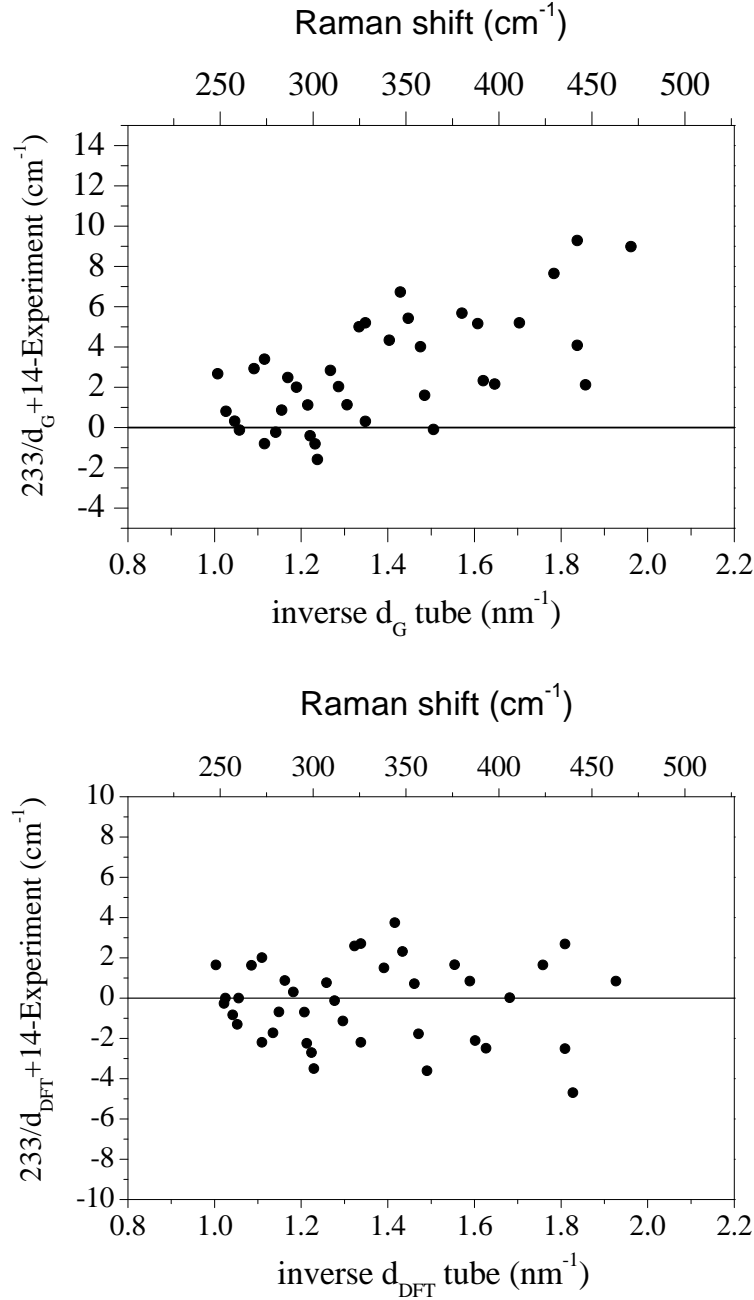 Raman shift (cm-1)
250 300 350 400 450 500
14
12
10
8
6
4
2
0
-2
-4
233/dG+14-Experiment (cm-1)
0.8 1.0 1.2 1.4 1.6 1.8 2.0 2.2
inverse dG tube (nm-1)
Raman shift (cm-1)
250 300 350 400 450 500
10
8
6
4
2
0
-2
-4
-6
-8
-10
233/dDFT+14-Experiment (cm-1)
0.8 1.0 1.2 1.4 1.6 1.8 2.0 2.2
inverse dDFT tube (nm-1)